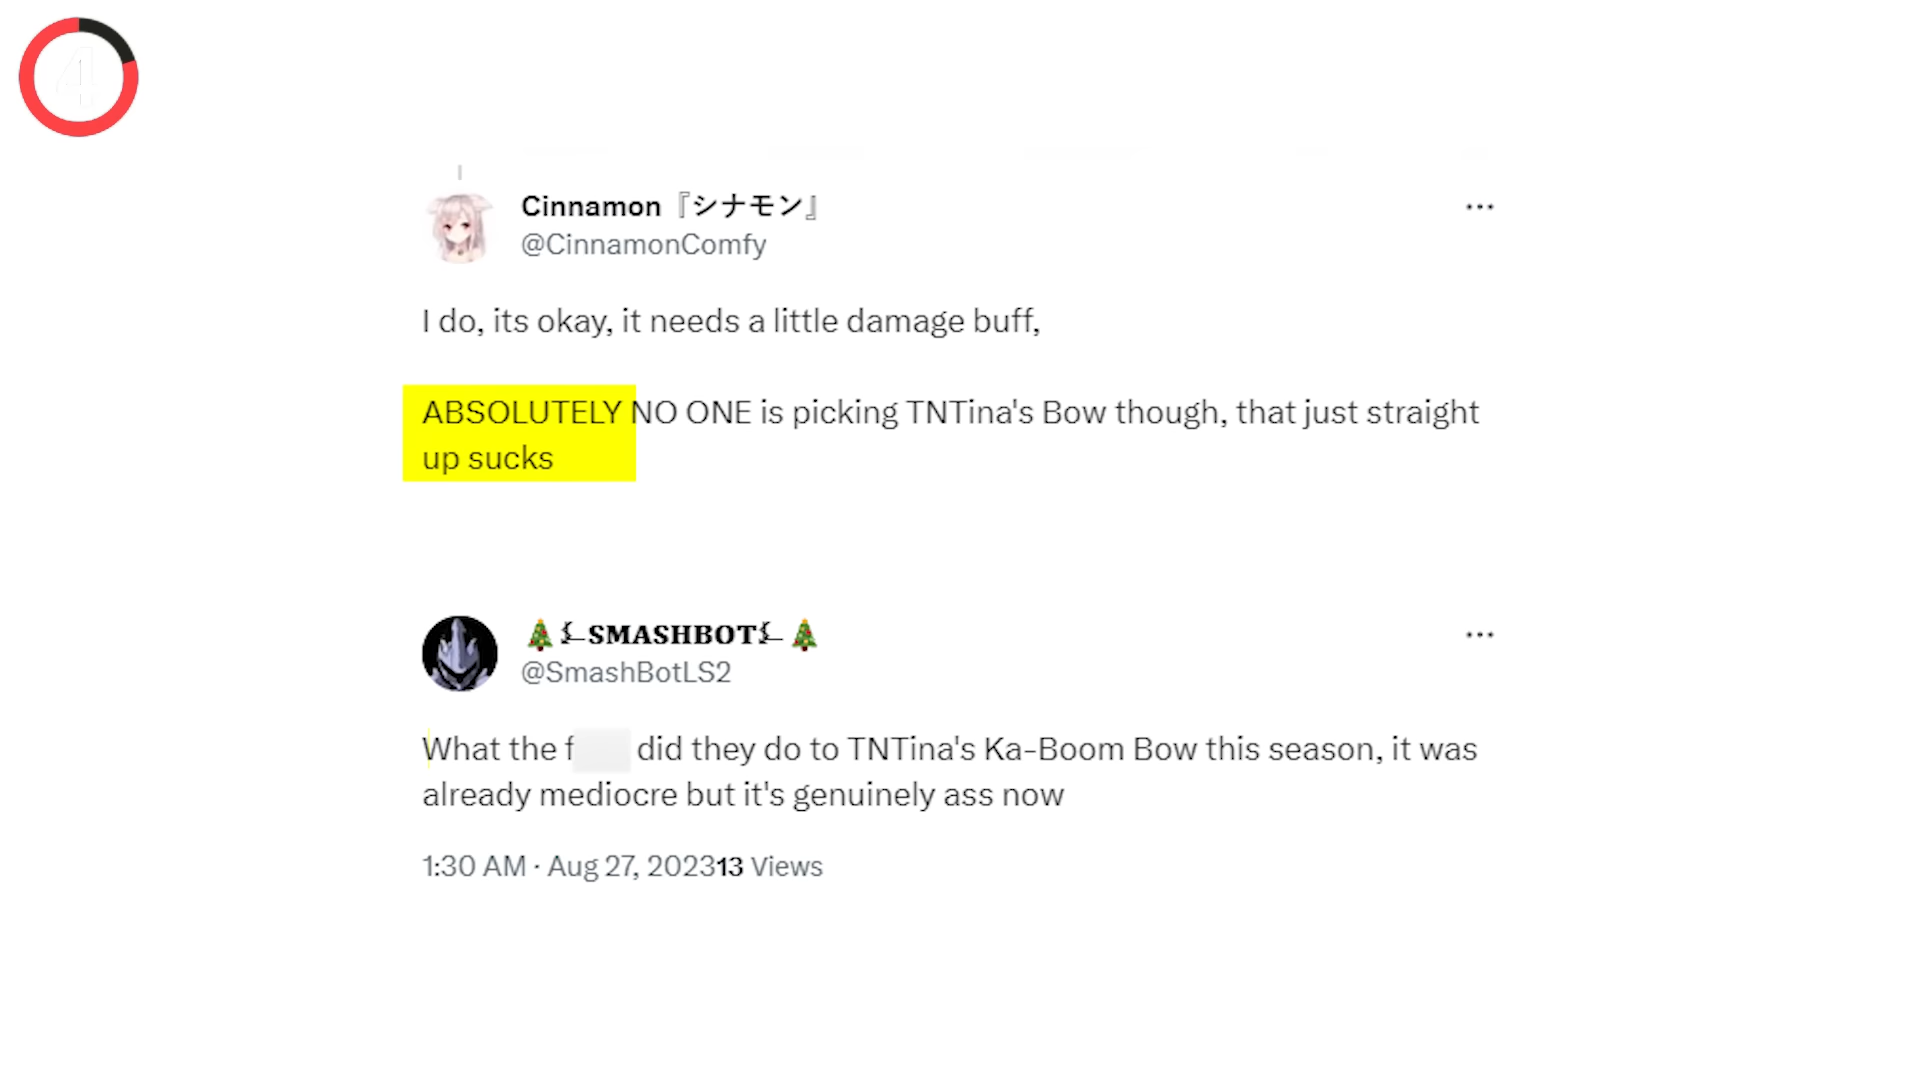 4
Cinnamon『シナモン』
@CinnamonComfy
I do, its okay, it needs a little damage buff,
ABSOLUTELY NO ONE is picking TNTina's Bow though, that just straight
up sucks
🎄SMASHBOT🎄
@SmashBotLS2
What the f did they do to TNTina's Ka-Boom Bow this season, it was
already mediocre but it's genuinely ass now
1:30 AM · Aug 27, 202313 Views